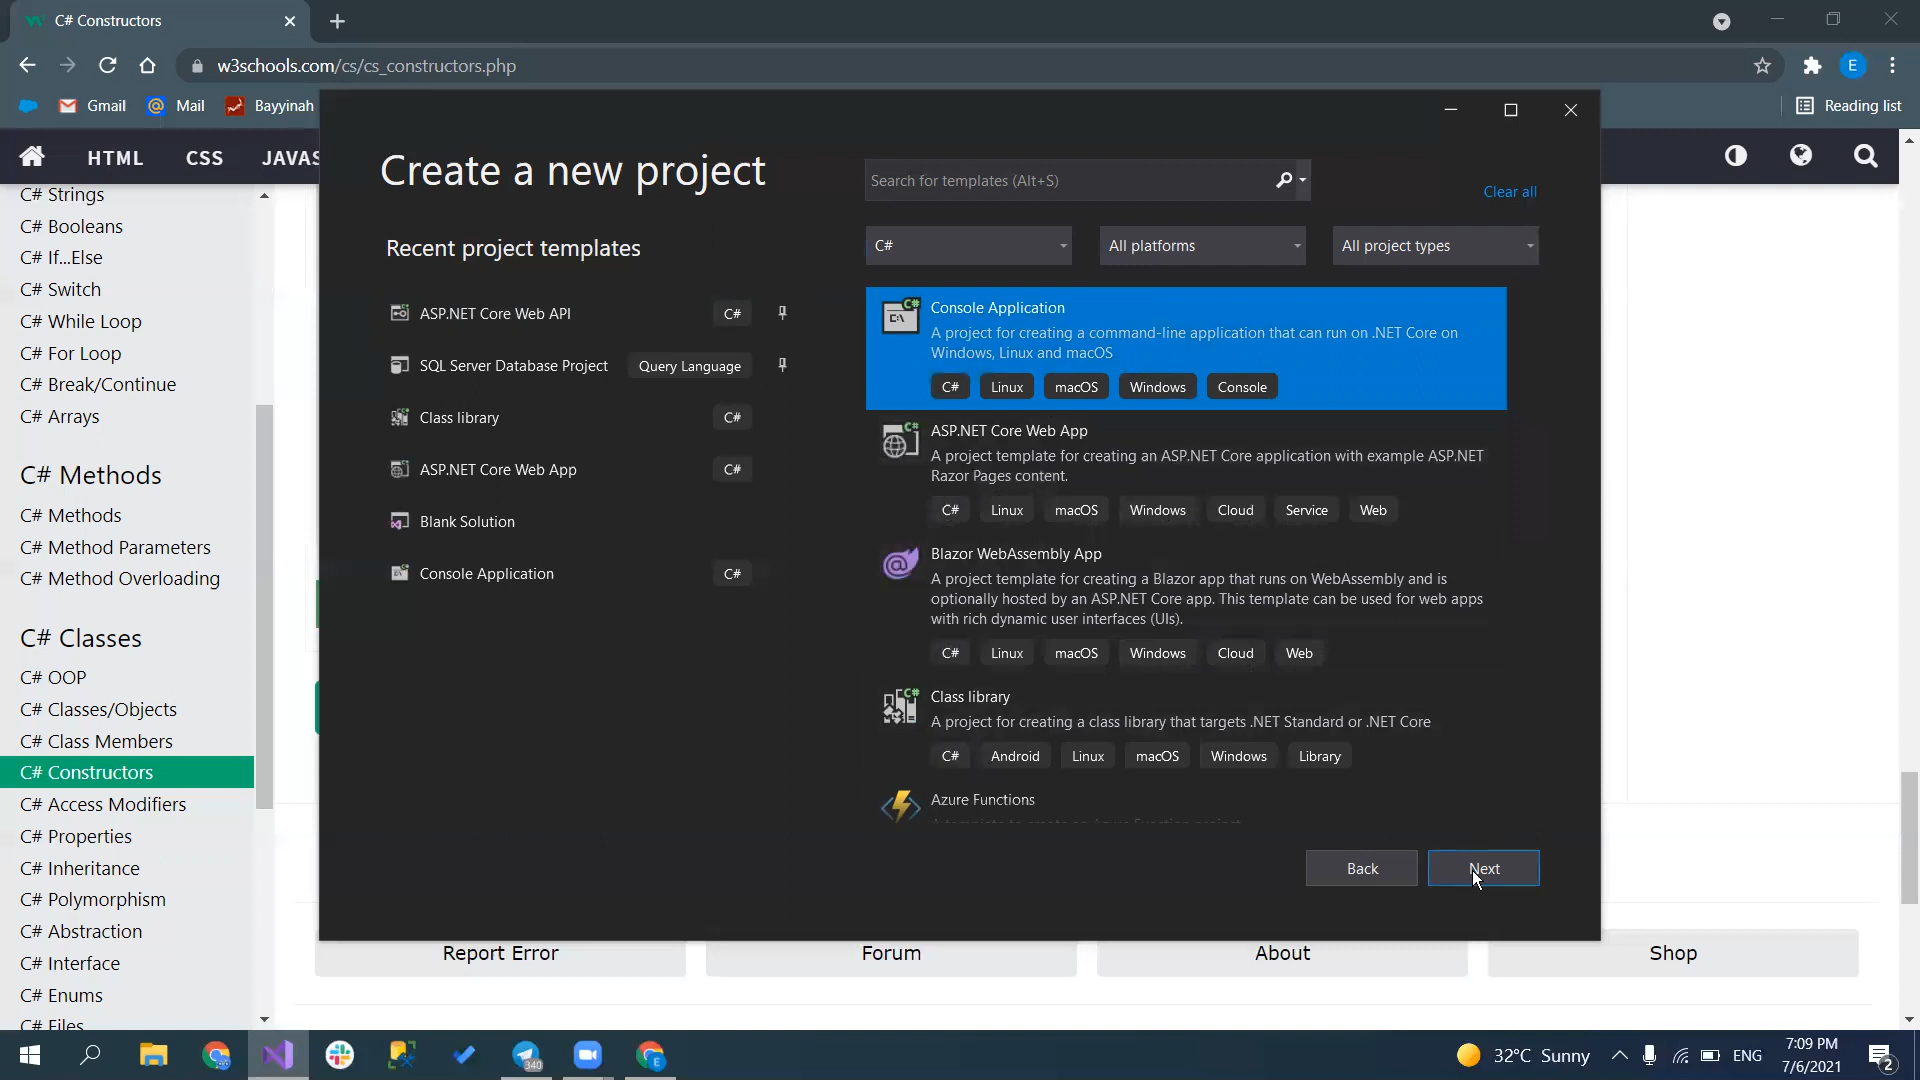 C# Constructors
w3schools.com/cs/cs_constructors.php
E
Gmail
Mail
Bayyinah
Reading list
HTML
CSS
JAVAS
C# Strings
C# Booleans
C# If...Else
C# Switch
C# While Loop
C# For Loop
C# Break/Continue
C# Arrays
C# Methods
C# Methods
C# Method Parameters
C# Method Overloading
C# Classes
C# OOP
C# Classes/Objects
C# Class Members
C# Constructors
C# Access Modifiers
C# Properties
C# Inheritance
C# Polymorphism
C# Abstraction
C# Interface
C# Enums
C# Files
Create a new project
Search for templates (Alt+S)
Clear all
Recent project templates
C#
All platforms
All project types
ASP.NET Core Web API C#
SQL Server Database Project Query Language
Class library C#
ASP.NET Core Web App C#
Blank Solution
Console Application C#
Console Application
A project for creating a command-line application that can run on .NET Core on
Windows, Linux and macOS
C# Linux macOS Windows Console
ASP.NET Core Web App
A project template for creating an ASP.NET Core application with example ASP.NET
Razor Pages content.
C# Linux macOS Windows Cloud Service Web
Blazor WebAssembly App
A project template for creating a Blazor app that runs on WebAssembly and is
optionally hosted by an ASP.NET Core app. This template can be used for web apps
with rich dynamic user interfaces (UIs).
C# Linux macOS Windows Cloud Web
Class library
A project for creating a class library that targets .NET Standard or .NET Core
C# Android Linux macOS Windows Library
Azure Functions
Back
Next
Report Error
Forum
About
Shop
340
E
32°C Sunny
ENG
7:09 PM
7/6/2021
2